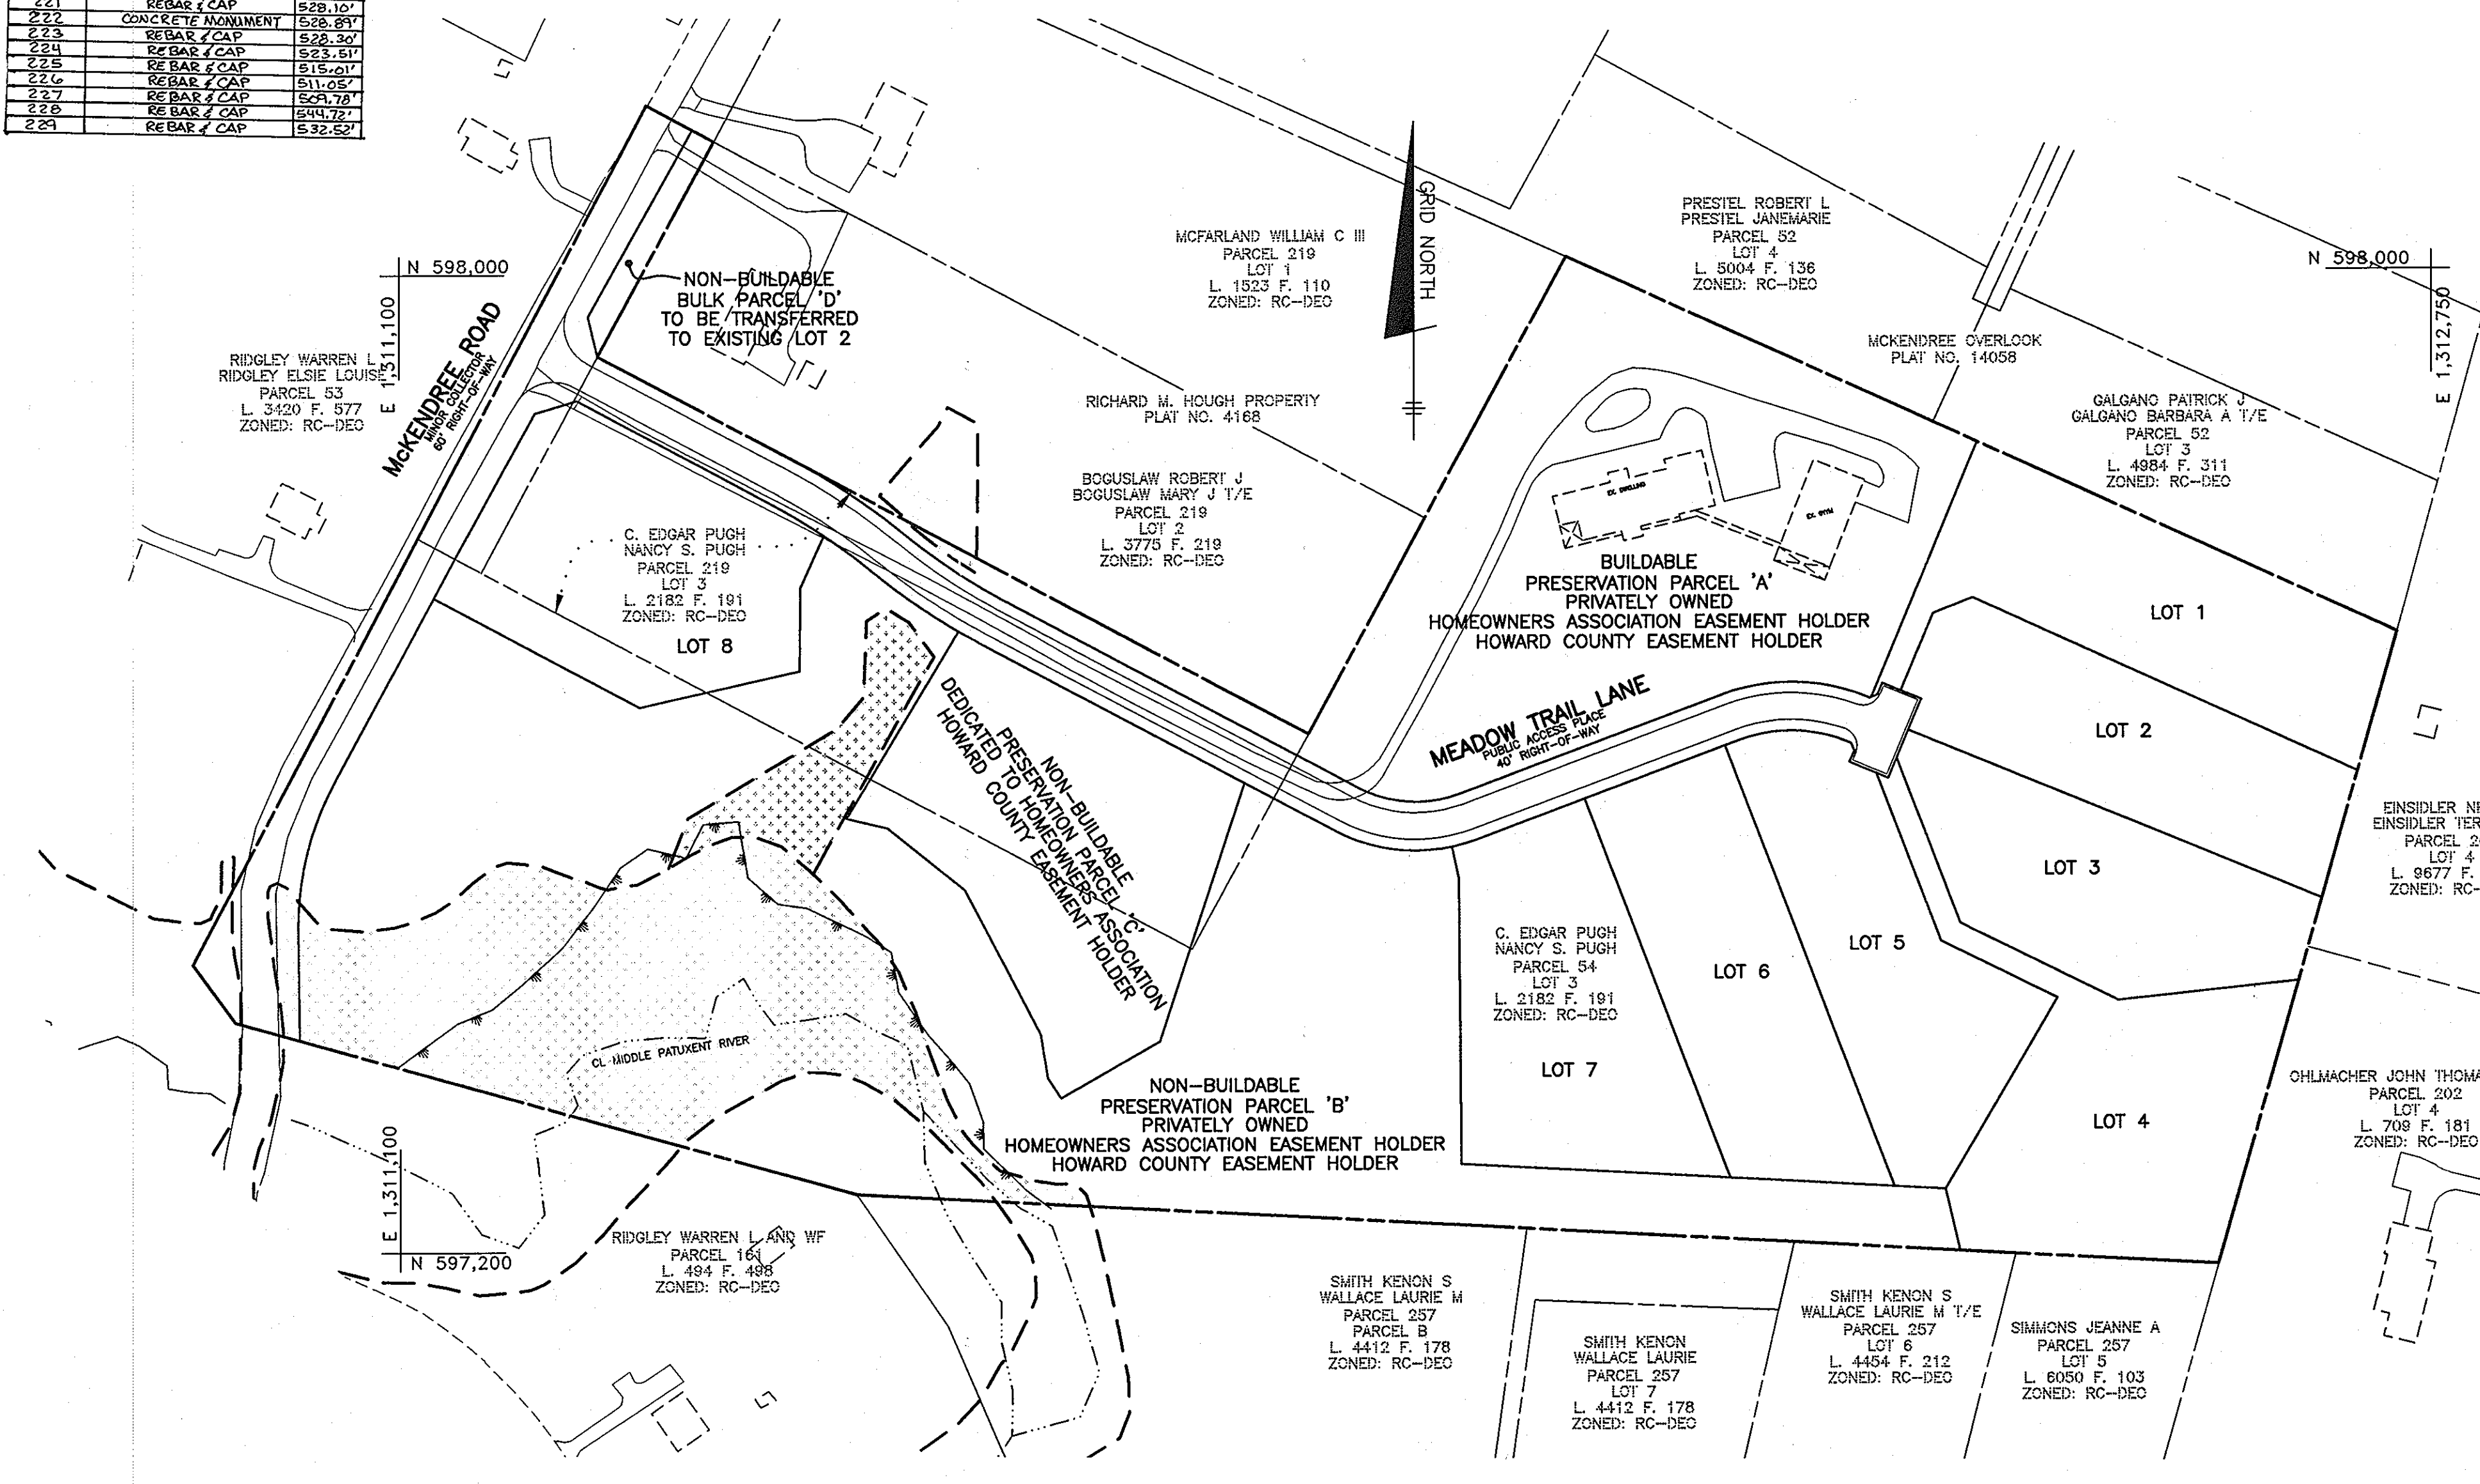 221 REBAR & CAP 528.10'
222 CONCRETE MONUMENT 528.89'
223 REBAR & CAP 528.30'
224 REBAR & CAP 523.51'
225 REBAR & CAP 515.01'
226 REBAR & CAP 511.05'
227 REBAR & CAP 509.78'
228 REBAR & CAP 544.72'
229 REBAR & CAP 532.52'
N 598,000
E 1,311,100
McKENDREE ROAD
MINOR COLLECTOR
60' RIGHT-OF-WAY
RIDGLEY WARREN L
RIDGLEY ELSIE LOUISE
PARCEL 53
L. 3420 F. 577
ZONED: RC-DEO
NON-BUILDABLE
BULK PARCEL 'D'
TO BE TRANSFERRED
TO EXISTING LOT 2
MCFARLAND WILLIAM C III
PARCEL 219
LOT 1
L. 1523 F. 110
ZONED: RC-DEO
GRID NORTH
PRESTEL ROBERT L
PRESTEL JANEMARIE
PARCEL 52
LOT 4
L. 5004 F. 136
ZONED: RC-DEO
N 598,000
E 1,312,750
MCKENDREE OVERLOOK
PLAT NO. 14058
RICHARD M. HOUGH PROPERTY
PLAT NO. 4168
GALGANO PATRICK J
GALGANO BARBARA A T/E
PARCEL 52
LOT 3
L. 4984 F. 311
ZONED: RC-DEO
BOGUSLAW ROBERT J
BOGUSLAW MARY J T/E
PARCEL 219
LOT 2
L. 3775 F. 219
ZONED: RC-DEO
EX. DWELLING
EX. GYM
C. EDGAR PUGH
NANCY S. PUGH
PARCEL 219
LOT 3
L. 2182 F. 191
ZONED: RC-DEO
LOT 8
BUILDABLE
PRESERVATION PARCEL 'A'
PRIVATELY OWNED
HOMEOWNERS ASSOCIATION EASEMENT HOLDER
HOWARD COUNTY EASEMENT HOLDER
LOT 1
LOT 2
MEADOW TRAIL LANE
PUBLIC ACCESS PLACE
40' RIGHT-OF-WAY
NON-BUILDABLE
PRESERVATION PARCEL 'C'
DEDICATED TO HOMEOWNERS ASSOCIATION
HOWARD COUNTY EASEMENT HOLDER
LOT 3
EINSIDLER
EINSIDLER
PARCEL
LOT 4
L. 9677 F.
ZONED: RC-
C. EDGAR PUGH
NANCY S. PUGH
PARCEL 54
LOT 3
L. 2182 F. 191
ZONED: RC-DEO
LOT 5
LOT 6
LOT 7
LOT 4
CL MIDDLE PATUXENT RIVER
NON-BUILDABLE
PRESERVATION PARCEL 'B'
PRIVATELY OWNED
HOMEOWNERS ASSOCIATION EASEMENT HOLDER
HOWARD COUNTY EASEMENT HOLDER
OHLMACHER JOHN THOMA
PARCEL 202
LOT 4
L. 709 F. 181
ZONED: RC-DEO
E 1,311,100
N 597,200
RIDGLEY WARREN L AND WF
PARCEL 161
L. 494 F. 498
ZONED: RC-DEO
SMITH KENON S
WALLACE LAURIE M
PARCEL 257
PARCEL B
L. 4412 F. 178
ZONED: RC-DEO
SMITH KENON
WALLACE LAURIE
PARCEL 257
LOT 7
L. 4412 F. 178
ZONED: RC-DEO
SMITH KENON S
WALLACE LAURIE M T/E
PARCEL 257
LOT 6
L. 4454 F. 212
ZONED: RC-DEO
SIMMONS JEANNE A
PARCEL 257
LOT 5
L. 6050 F. 103
ZONED: RC-DEO